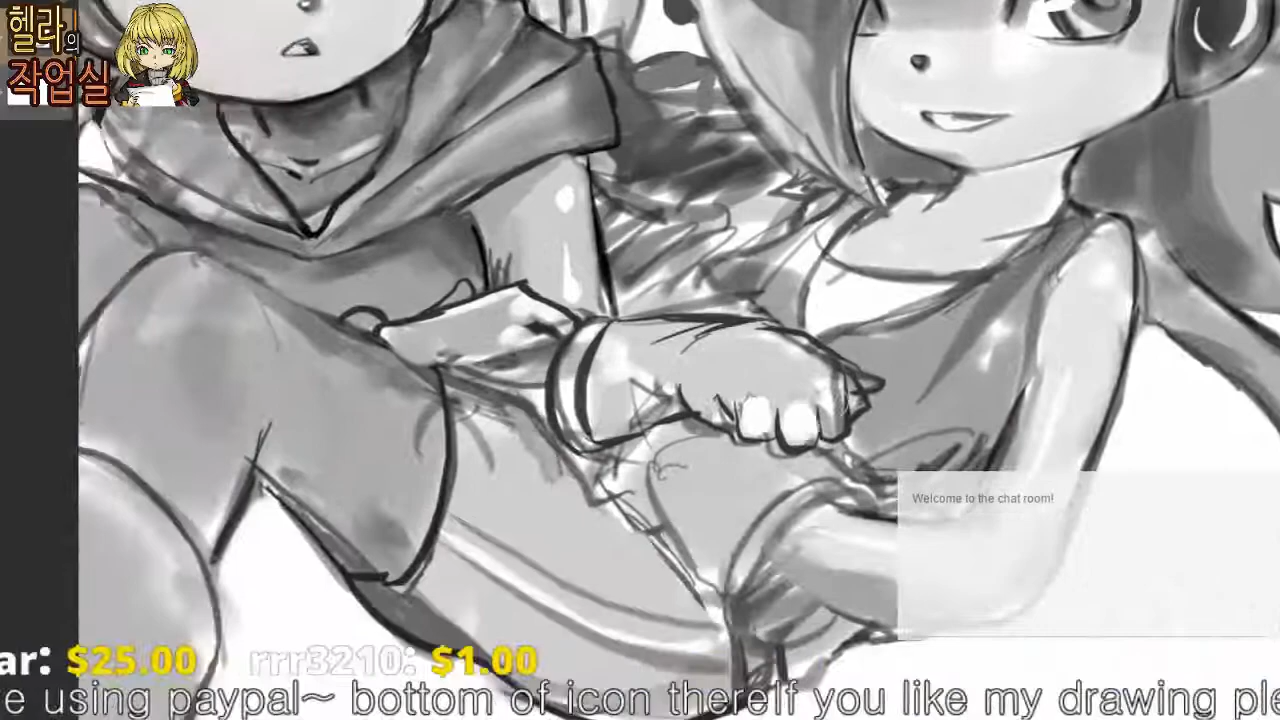 헬라의
작업실
Welcome to the chat room!
ar: $25.00 rrr3210: $1.00
e using paypal~ bottom of icon thereIf you like my drawing ple